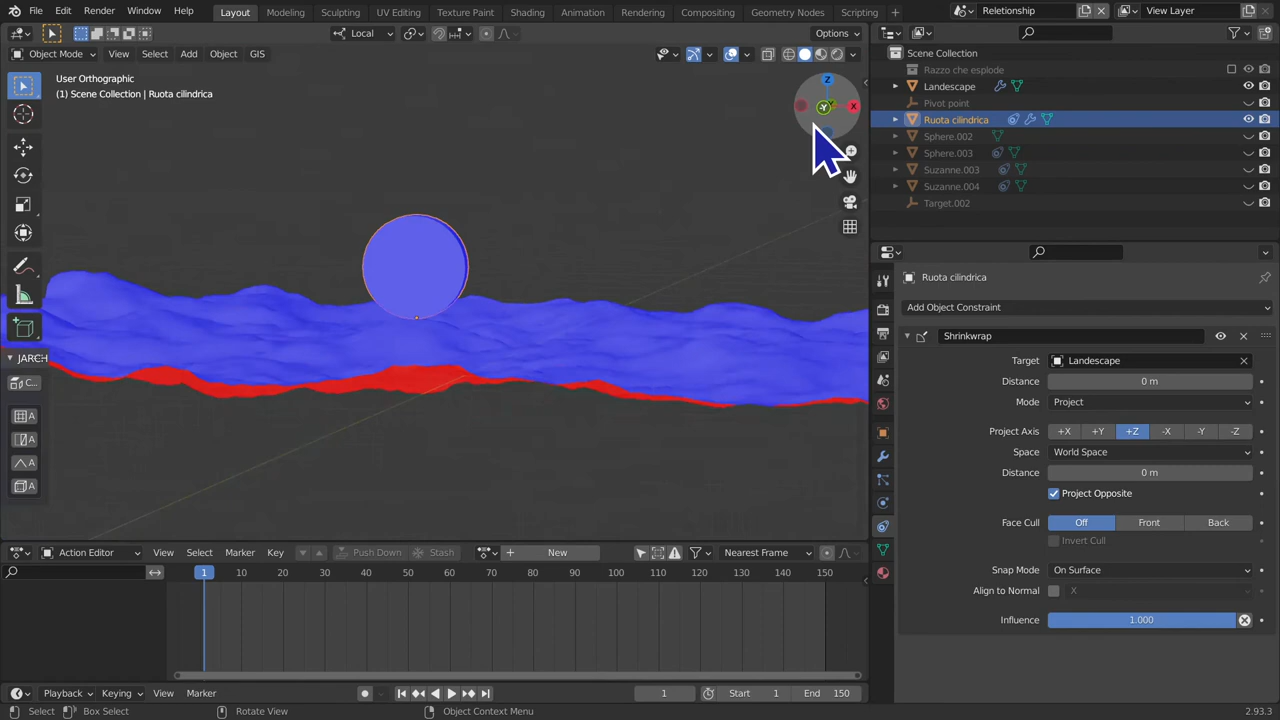 File Edit Render Window Help Layout Modeling Sculpting UV Editing Texture Paint Shading Animation Rendering Compositing Geometry Nodes Scripting + Relationship View Layer
Local Options
Object Mode View Select Add Object GIS
User Orthographic
(1) Scene Collection | Ruota cilindrica
Z
Y
X
JARCH
C...
A
A
A
A
Scene Collection
Razzo che esplode
Landscape
Pivot point
Ruota cilindrica
Sphere.002
Sphere.003
Suzanne.003
Suzanne.004
Target.002
Ruota cilindrica
Add Object Constraint
Shrinkwrap
Target Landscape
Distance 0 m
Mode Project
Project Axis +X +Y +Z -X -Y -Z
Space World Space
Distance 0 m
Project Opposite
Face Cull Off Front Back
Invert Cull
Snap Mode On Surface
Align to Normal X
Influence 1.000
Action Editor View Select Marker Key Push Down Stash New Nearest Frame
1 10 20 30 40 50 60 70 80 90 100 110 120 130 140 150
Playback Keying View Marker 1 Start 1 End 150
Select Box Select Rotate View Object Context Menu 2.93.3